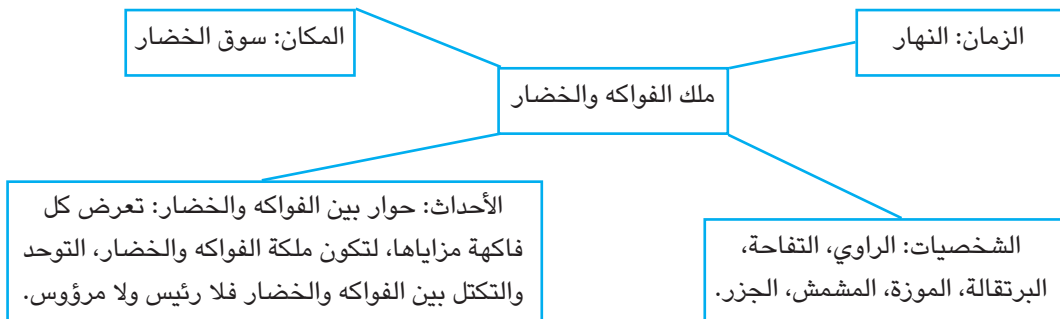 الزمان: النهار
المكان: سوق الخضار
ملك الفواكه والخضار
الشخصيات: الراوي، التفاحة،
البرتقالة، الموزة، المشمش، الجزر.
الأحداث: حوار بين الفواكه والخضار: تعرض كل
فاكهة مزاياها، لتكون ملكة الفواكه والخضار، التوحد
والتكتل بين الفواكه والخضار فلا رئيس ولا مرؤوس.